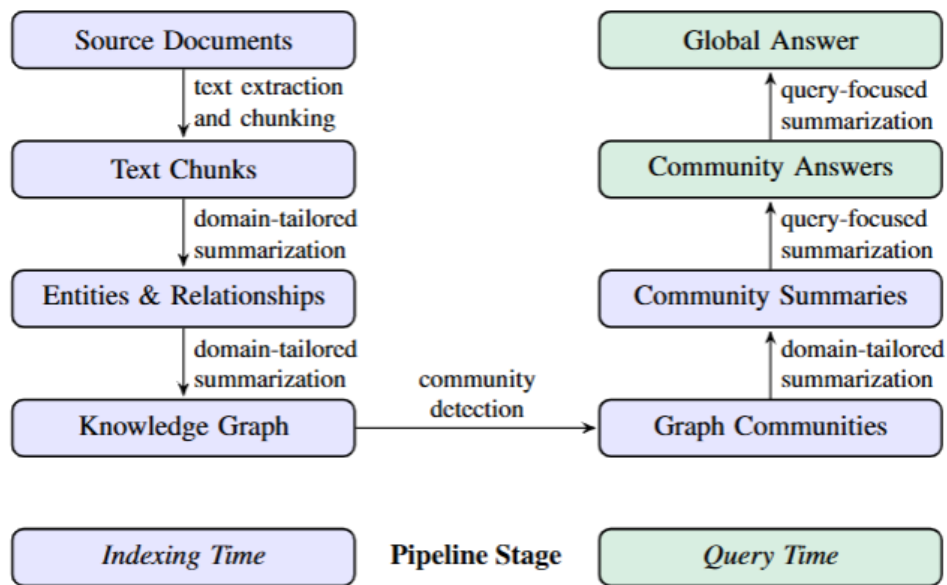 Source Documents
text extraction
and chunking
Text Chunks
domain-tailored
summarization
Entities & Relationships
domain-tailored
summarization
Knowledge Graph
community
detection
Graph Communities
domain-tailored
summarization
Community Summaries
query-focused
summarization
Community Answers
query-focused
summarization
Global Answer
Indexing Time
Pipeline Stage
Query Time